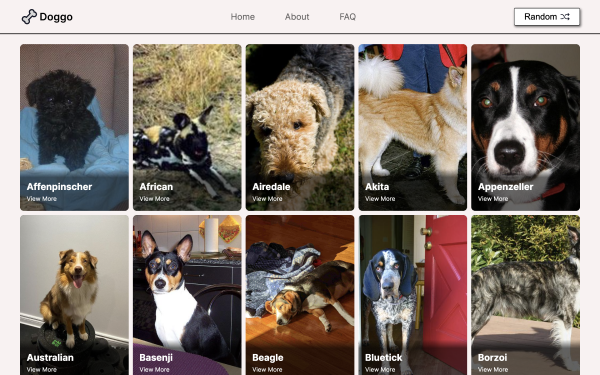 Doggo
Home
About
FAQ
Random
Affenpinscher
View More
African
View More
Airedale
View More
Akita
View More
Appenzeller
View More
Australian
View More
Basenji
View More
Beagle
View More
Bluetick
View More
Borzoi
View More